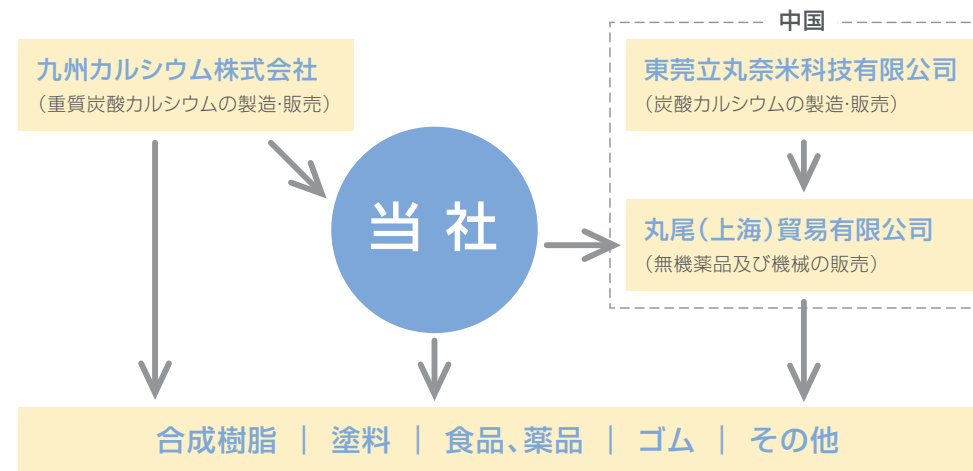 中国
九州カルシウム株式会社
（重質炭酸カルシウムの製造・販売）
東莞立丸奈米科技有限公司
（炭酸カルシウムの製造・販売）
当社
丸尾（上海）貿易有限公司
（無機薬品及び機械の販売）
合成樹脂｜塗料｜食品、薬品｜ゴム｜その他